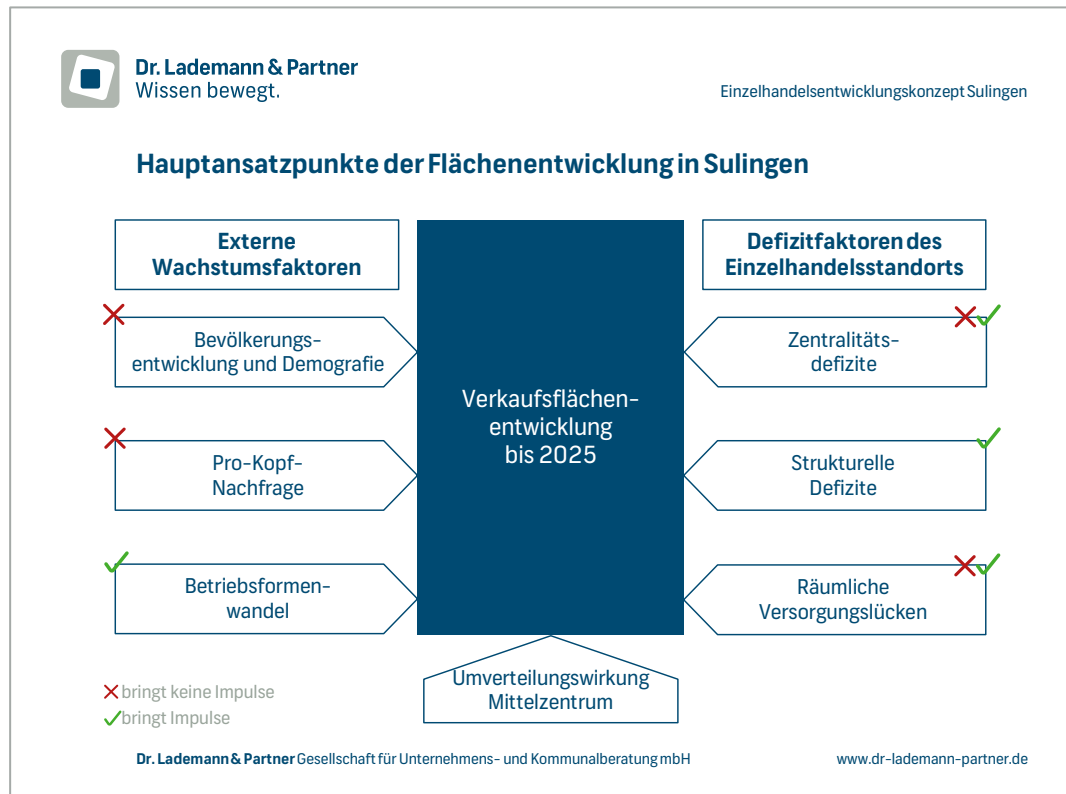 Dr. Lademann & Partner
Wissen bewegt.
Einzelhandelsentwicklungskonzept Sulingen
Hauptansatzpunkte der Flächenentwicklung in Sulingen
Externe
Wachstumsfaktoren
Bevölkerungs-
entwicklung und Demografie
Pro-Kopf-
Nachfrage
Betriebsformen-
wandel
Verkaufsflächen-
entwicklung
bis 2025
Defizitfaktoren des
Einzelhandelsstandorts
Zentralitäts-
defizite
Strukturelle
Defizite
Räumliche
Versorgungslücken
Umverteilungswirkung
Mittelzentrum
bringt keine Impulse
bringt Impulse
Dr. Lademann & Partner Gesellschaft für Unternehmens- und Kommunalberatung mbH
www.dr-lademann-partner.de